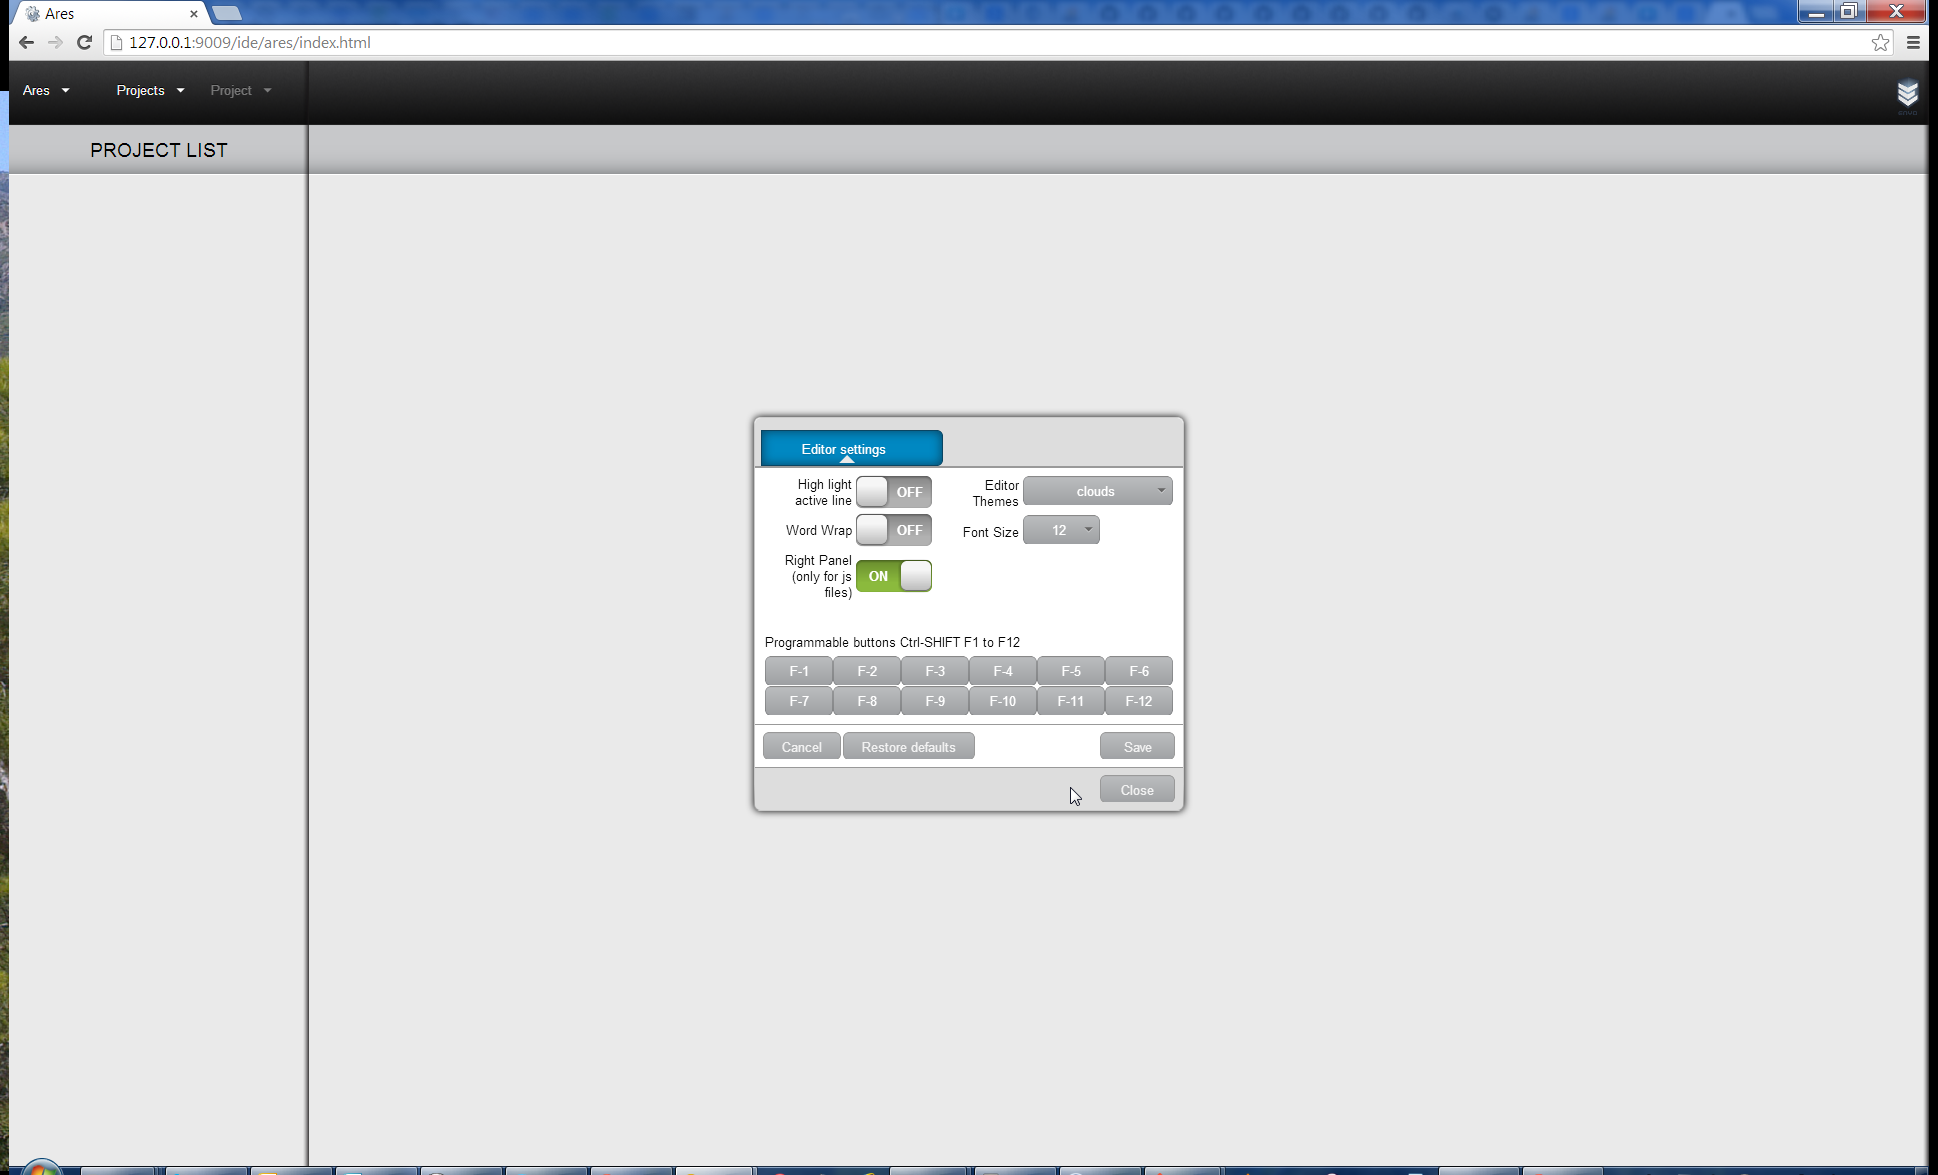 Ares
127.0.0.1:9009/ide/ares/index.html
Ares Projects Project
PROJECT LIST
Editor settings
High light
active line
OFF
Editor
Themes
clouds
Word Wrap
OFF
Font Size
12
Right Panel
(only for js
files)
ON
Programmable buttons Ctrl-SHIFT F1 to F12
F-1 F-2 F-3 F-4 F-5 F-6
F-7 F-8 F-9 F-10 F-11 F-12
Cancel Restore defaults Save
Close